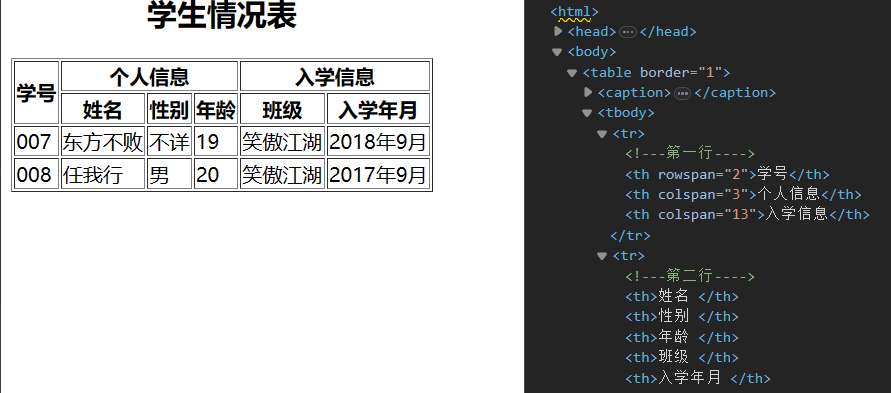 学生情况表
学号 个人信息 入学信息
姓名 性别 年龄 班级 入学年月
007 东方不败 不详 19 笑傲江湖 2018年9月
008 任我行 男 20 笑傲江湖 2017年9月
<html>
<head>⋯</head>
<body>
<table border="1">
<caption>⋯</caption>
<tbody>
<tr>
<!---第一行---->
<th rowspan="2">学号</th>
<th colspan="3">个人信息</th>
<th colspan="13">入学信息</th>
</tr>
<tr>
<!---第二行---->
<th>姓名 </th>
<th>性别 </th>
<th>年龄 </th>
<th>班级 </th>
<th>入学年月 </th>